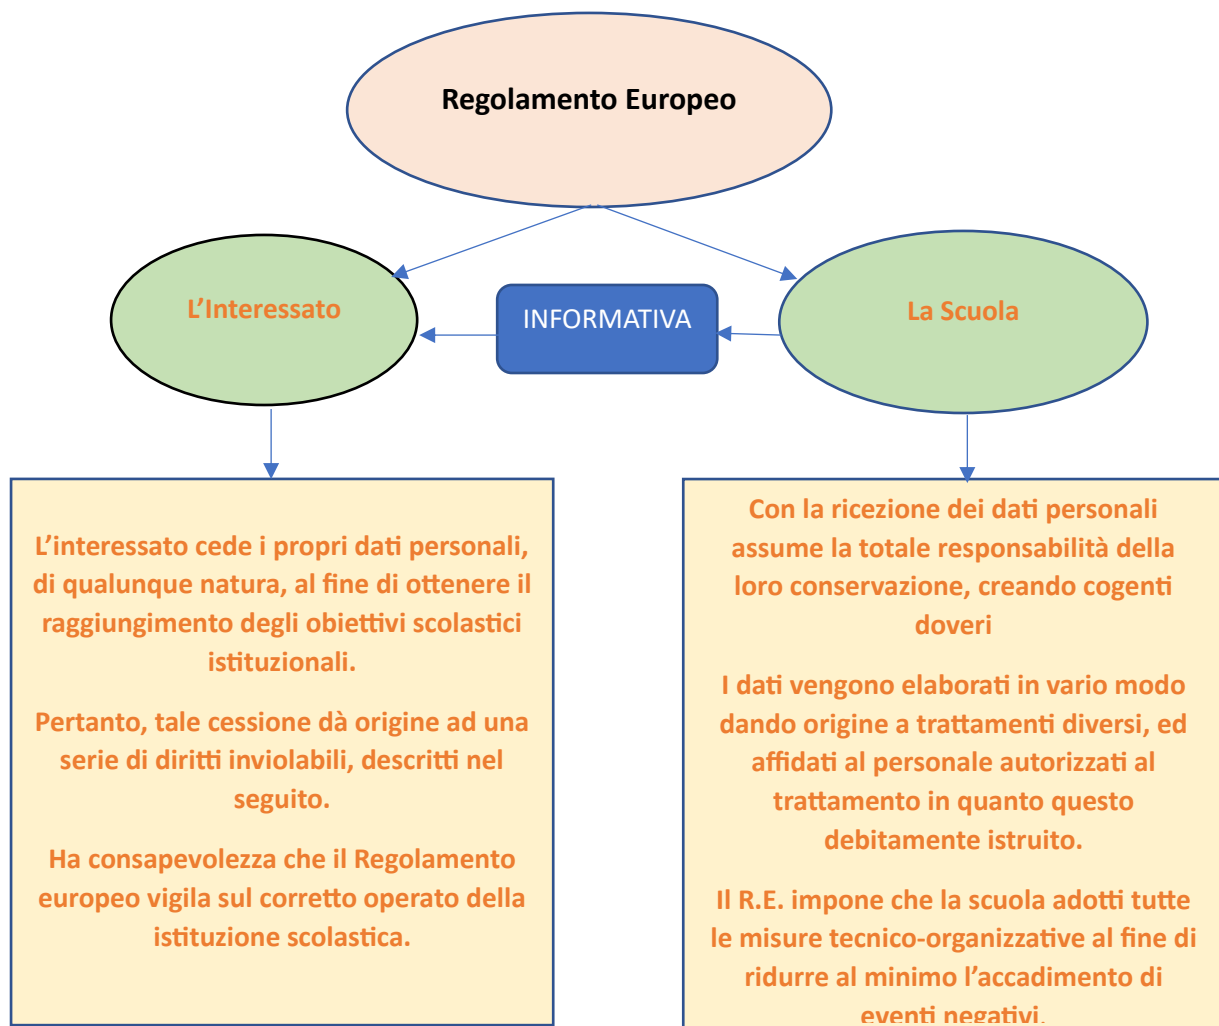 Regolamento Europeo
L’Interessato
INFORMATIVA
La Scuola
L’interessato cede i propri dati personali,
di qualunque natura, al fine di ottenere il
raggiungimento degli obiettivi scolastici
istituzionali.
Pertanto, tale cessione dà origine ad una
serie di diritti inviolabili, descritti nel
seguito.
Ha consapevolezza che il Regolamento
europeo vigila sul corretto operato della
istituzione scolastica.
Con la ricezione dei dati personali
assume la totale responsabilità della
loro conservazione, creando cogenti
doveri
I dati vengono elaborati in vario modo
dando origine a trattamenti diversi, ed
affidati al personale autorizzati al
trattamento in quanto questo
debitamente istruito.
Il R.E. impone che la scuola adotti tutte
le misure tecnico-organizzative al fine di
ridurre al minimo l’accadimento di
eventi negativi.